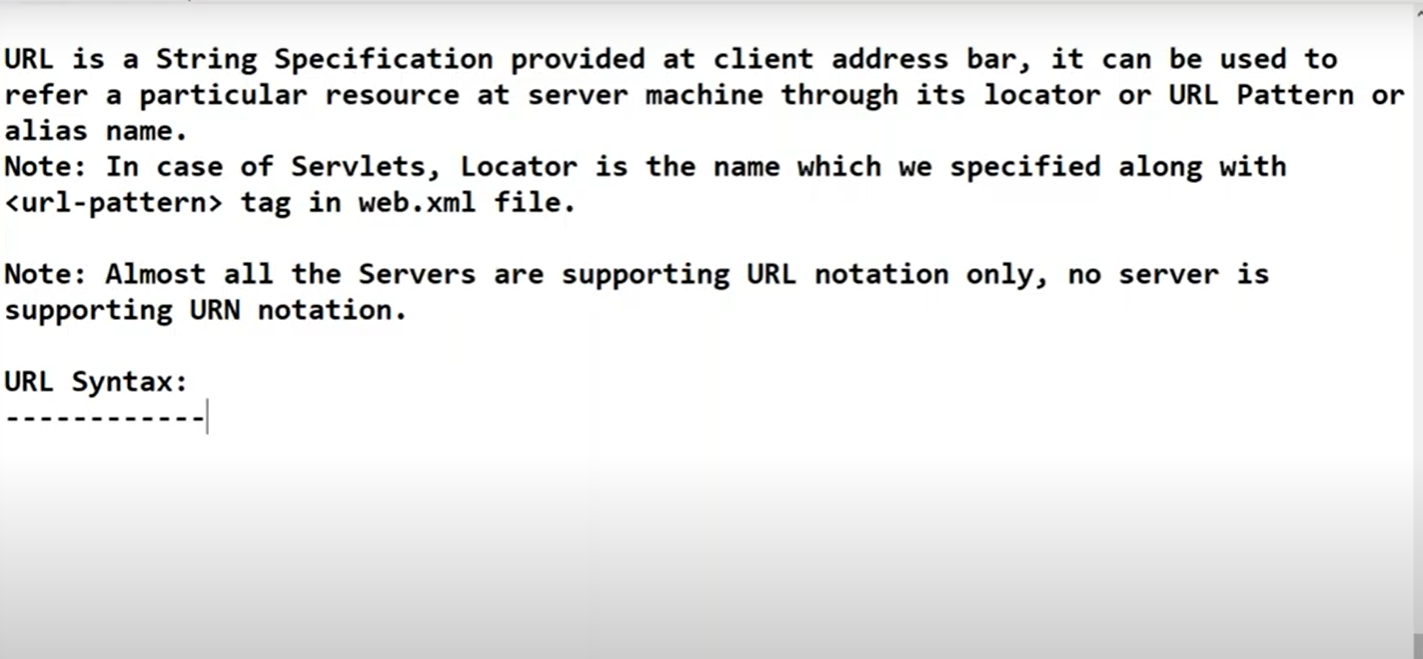 URL is a String Specification provided at client address bar, it can be used to
refer a particular resource at server machine through its locator or URL Pattern or
alias name.
Note: In case of Servlets, Locator is the name which we specified along with
<url-pattern> tag in web.xml file.
Note: Almost all the Servers are supporting URL notation only, no server is
supporting URN notation.
URL Syntax:
------------